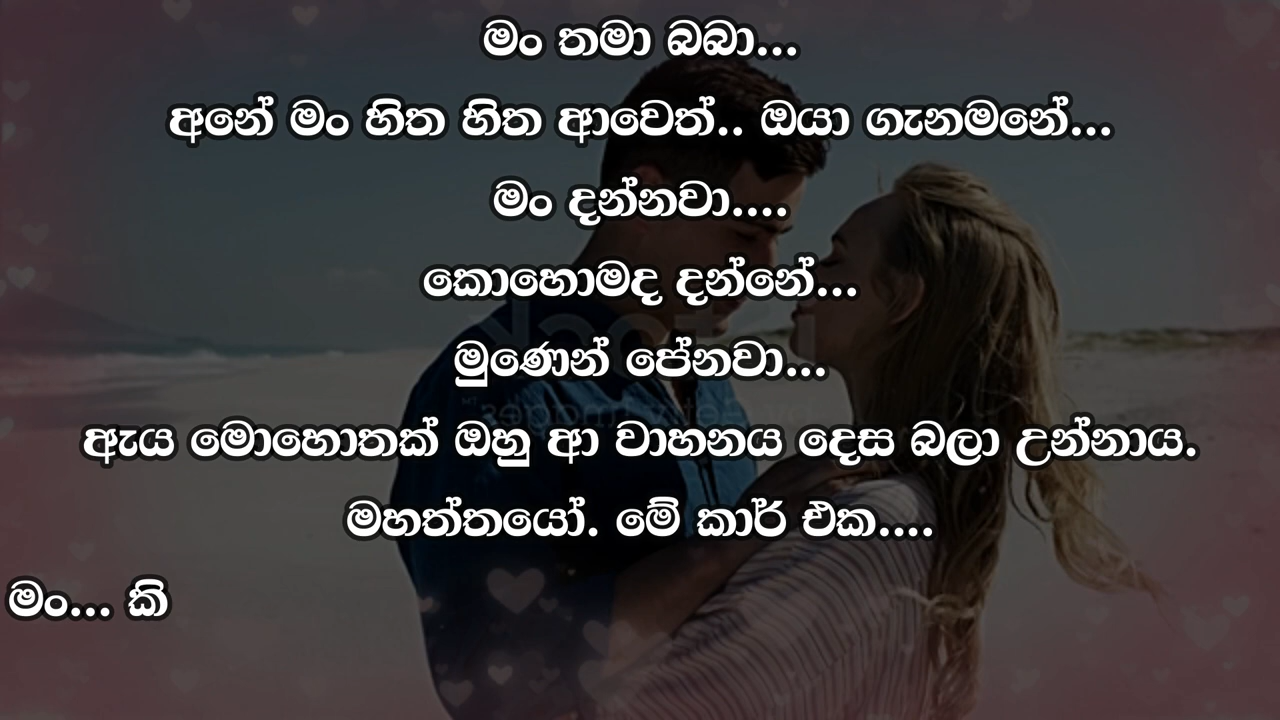 මං තමා බබා...
අනේ මං හිත හිත ආවෙත්.. ඔයා ගැනමනේ...
මං දන්නවා....
කොහොමද දන්නේ...
මුණෙන් පේනවා...
ඇය මොහොතක් ඔහු ආ වාහනය දෙස බලා උන්නාය.
මහත්තයෝ. මේ කාර් එක....
මං... කි